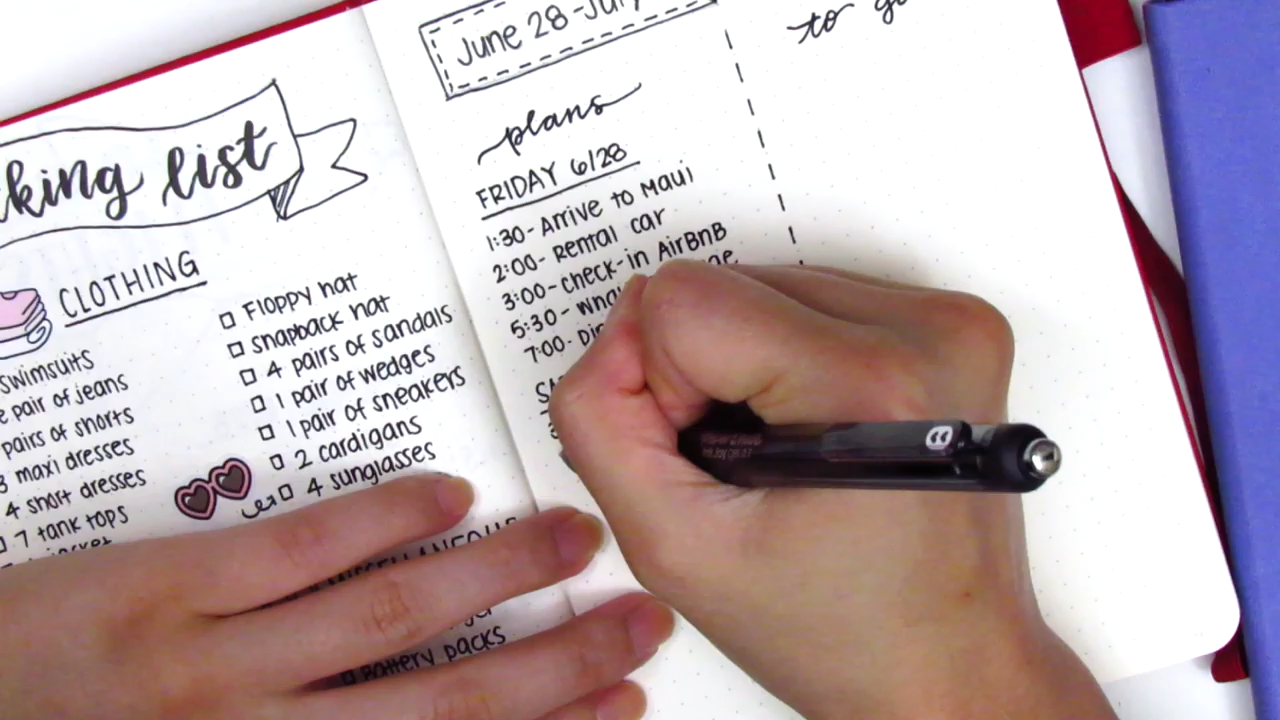 king list
CLOTHING
swimsuits
pair of jeans
pairs of shorts
3 maxi dresses
4 short dresses
7 tank tops
Floppy hat
snapback hat
4 pairs of sandals
1 pair of wedges
1 pair of sneakers
2 cardigans
4 sunglasses
MISCELLANEOUS
Battery packs
June 28-July
plans
FRIDAY 6/28
1:30- Arrive to Maui
2:00- Rental car
3:00- check-in AirBnB
5:30-
7:00-
to